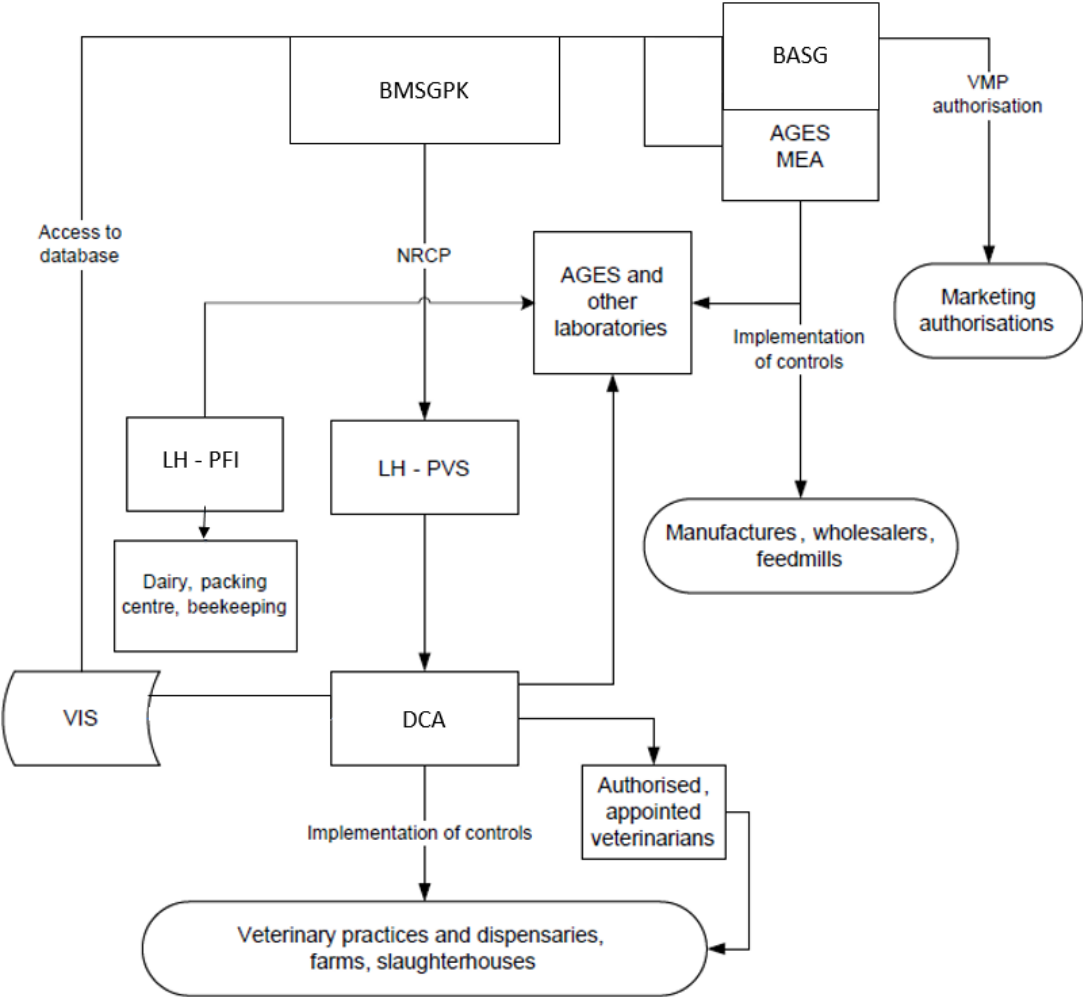 BASG
BMSGPK
VMP
authorisation
AGES
MEA
Access to
database
NRCP
AGES and
other
laboratories
Marketing
authorisations
Implementation
of controls
LH - PFI
LH - PVS
Manufactures, wholesalers,
feedmills
Dairy, packing
centre, beekeeping
VIS
DCA
Authorised,
appointed
veterinarians
Implementation of controls
Veterinary practices and dispensaries,
farms, slaughterhouses